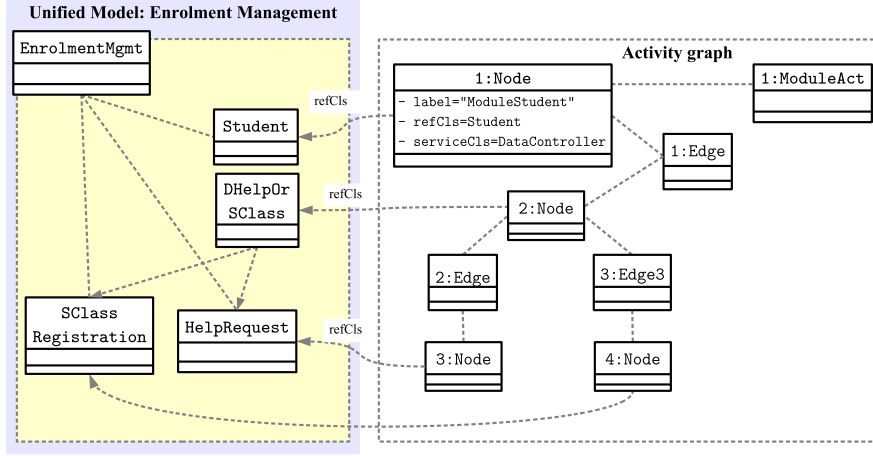 Unified Model: Enrolment Management
EnrolmentMgmt
Student
DHelpOr
SClass
SClass
Registration
HelpRequest
refCls
refCls
refCls
Activity graph
1:Node
- label="ModuleStudent"
- refCls=Student
- serviceCls=DataController
1:ModuleAct
1:Edge
2:Node
2:Edge
3:Edge3
3:Node
4:Node